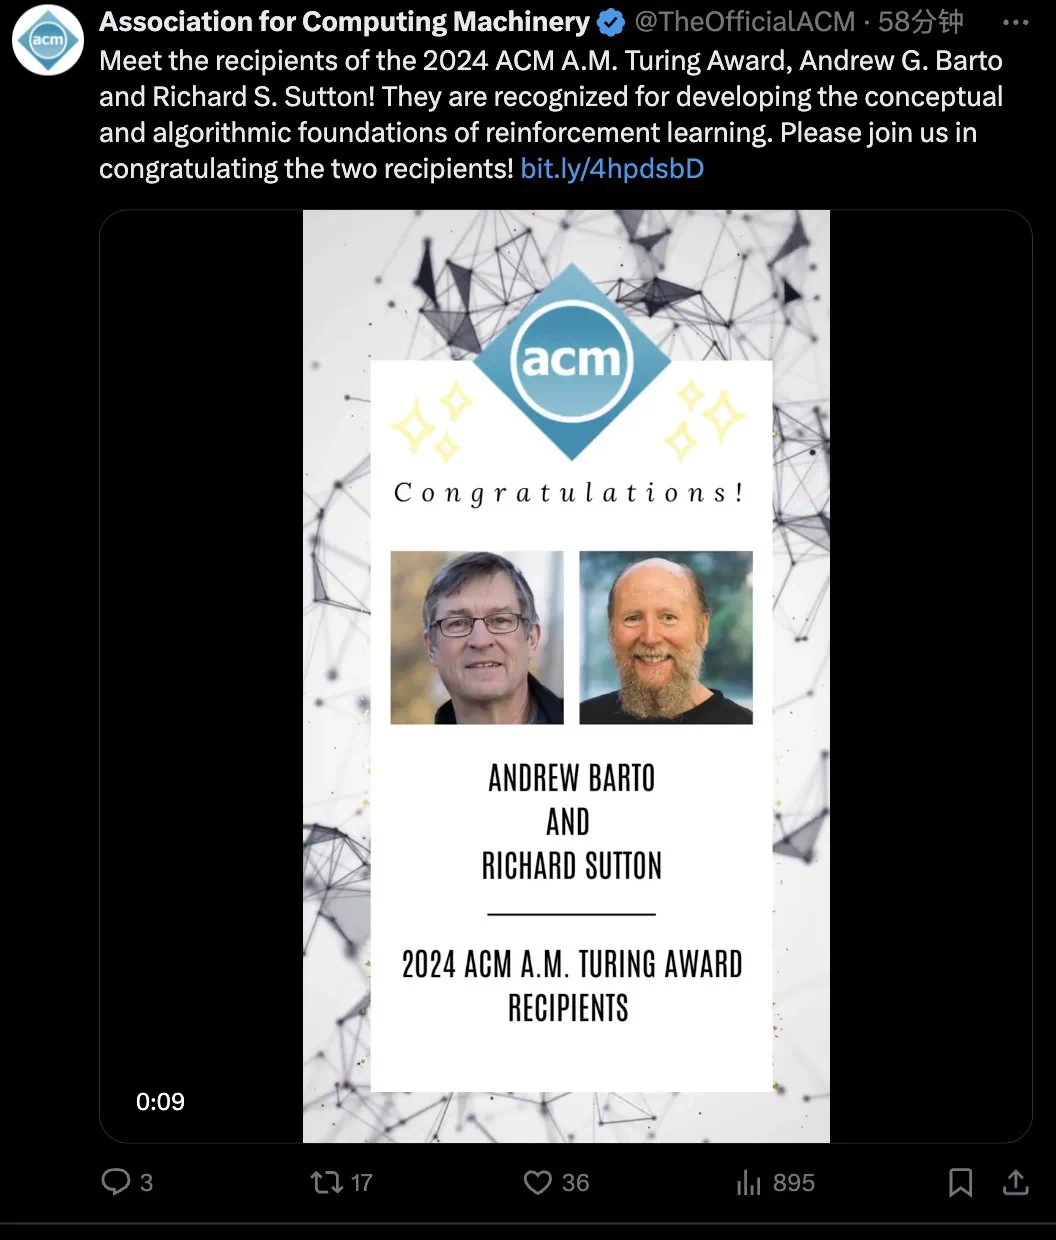 acm
Association for Computing Machinery @TheOfficialACM · 58分钟
Meet the recipients of the 2024 ACM A.M. Turing Award, Andrew G. Barto
and Richard S. Sutton! They are recognized for developing the conceptual
and algorithmic foundations of reinforcement learning. Please join us in
congratulating the two recipients! bit.ly/4hpdsbD
acm
Congratulations!
ANDREW BARTO
AND
RICHARD SUTTON
2024 ACM A.M. TURING AWARD
RECIPIENTS
0:09
3 17 36 895